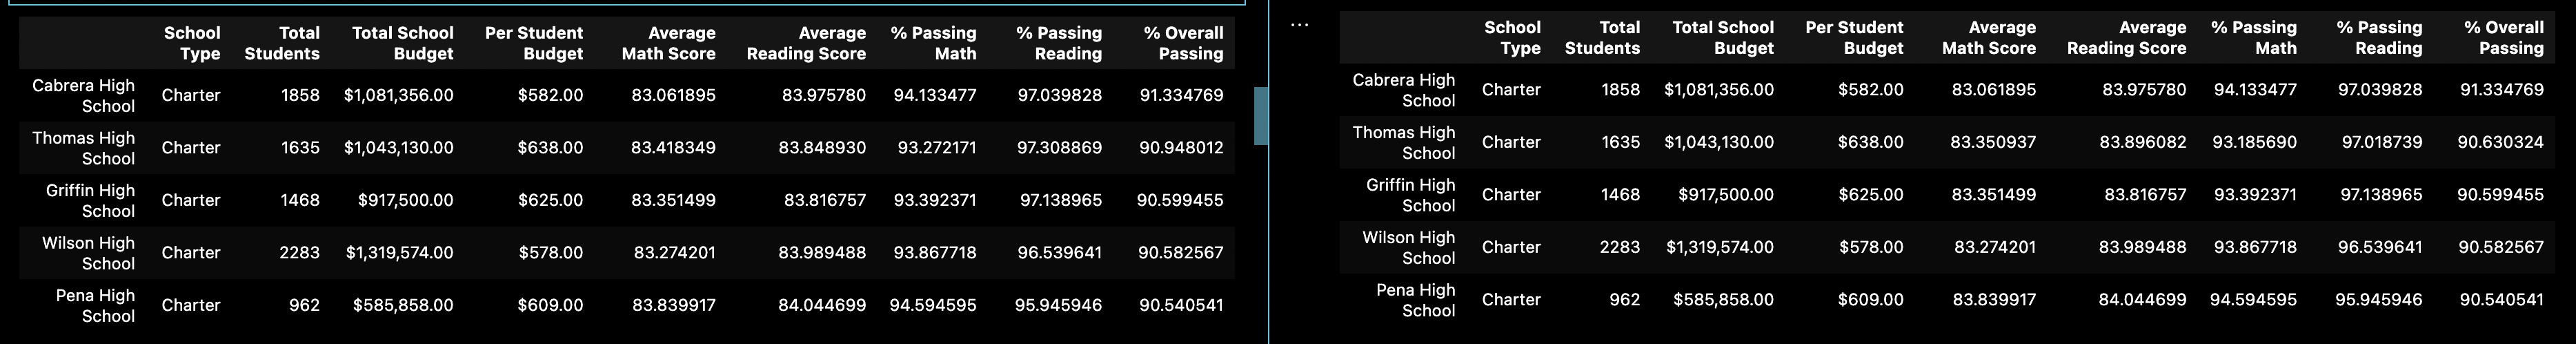 School Type Total Students Total School Budget Per Student Budget Average Math Score Average Reading Score % Passing Math % Passing Reading % Overall Passing
Cabrera High School Charter 1858 $1,081,356.00 $582.00 83.061895 83.975780 94.133477 97.039828 91.334769
Thomas High School Charter 1635 $1,043,130.00 $638.00 83.418349 83.848930 93.272171 97.308869 90.948012
Griffin High School Charter 1468 $917,500.00 $625.00 83.351499 83.816757 93.392371 97.138965 90.599455
Wilson High School Charter 2283 $1,319,574.00 $578.00 83.274201 83.989488 93.867718 96.539641 90.582567
Pena High School Charter 962 $585,858.00 $609.00 83.839917 84.044699 94.594595 95.945946 90.540541
...
School Type Total Students Total School Budget Per Student Budget Average Math Score Average Reading Score % Passing Math % Passing Reading % Overall Passing
Cabrera High School Charter 1858 $1,081,356.00 $582.00 83.061895 83.975780 94.133477 97.039828 91.334769
Thomas High School Charter 1635 $1,043,130.00 $638.00 83.350937 83.896082 93.185690 97.018739 90.630324
Griffin High School Charter 1468 $917,500.00 $625.00 83.351499 83.816757 93.392371 97.138965 90.599455
Wilson High School Charter 2283 $1,319,574.00 $578.00 83.274201 83.989488 93.867718 96.539641 90.582567
Pena High School Charter 962 $585,858.00 $609.00 83.839917 84.044699 94.594595 95.945946 90.540541